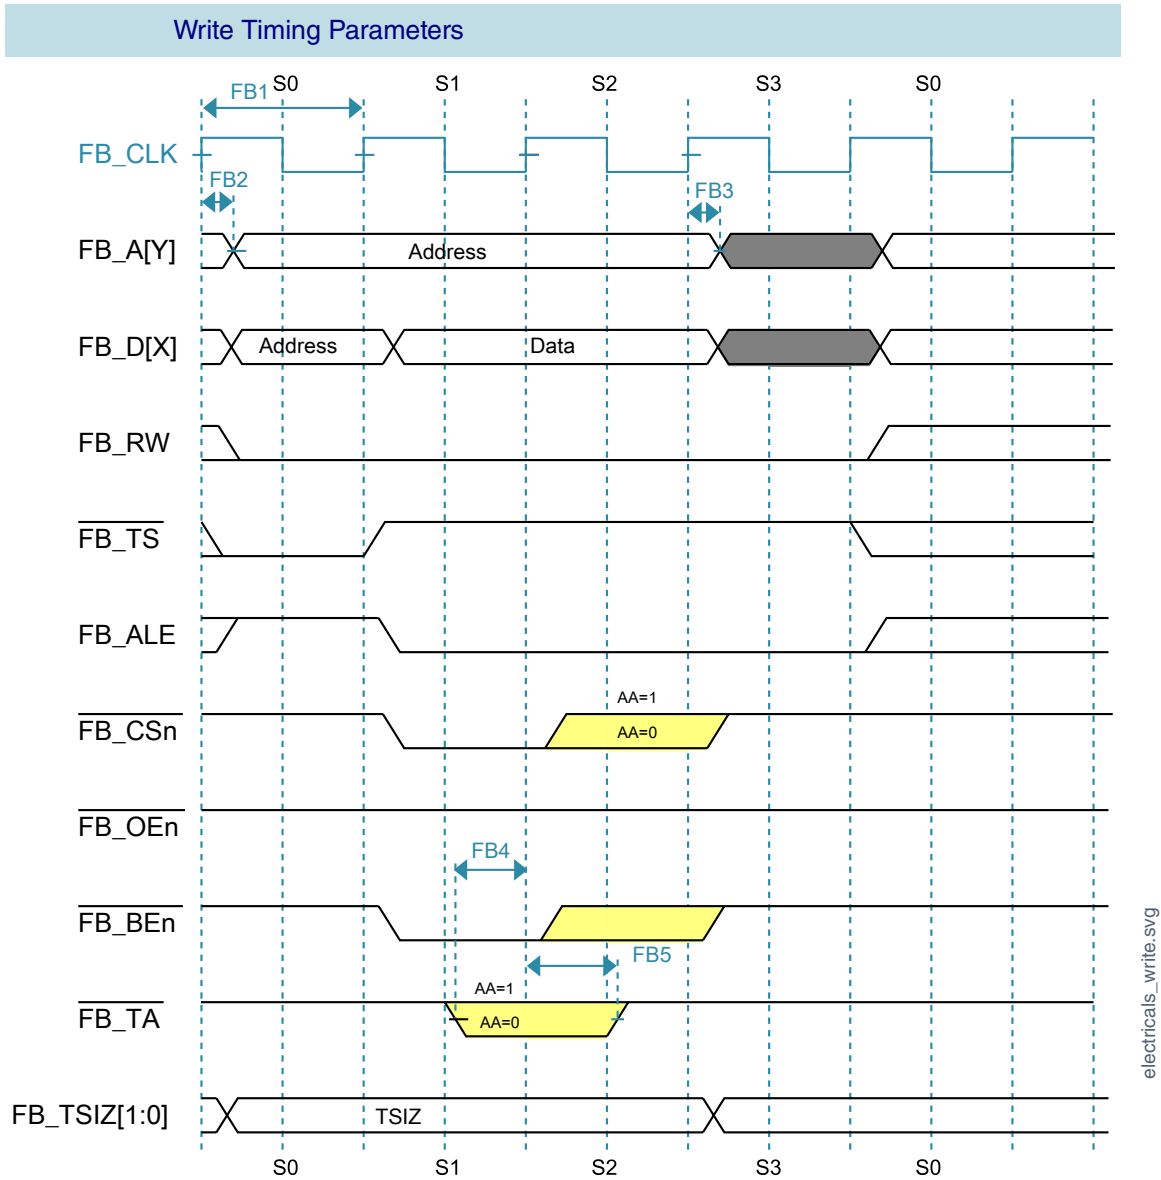 Write Timing Parameters
S0 S1 S2 S3 S0
FB1
FB_CLK
FB2
FB3
FB_A[Y]
Address
FB_D[X]
Address
Data
FB_RW
FB_TS
FB_ALE
AA=1
FB_CSn
AA=0
FB_OEn
FB4
FB_BEn
FB5
AA=1
FB_TA
AA=0
FB_TSIZ[1:0]
TSIZ
S0 S1 S2 S3 S0
electricals_write.svg